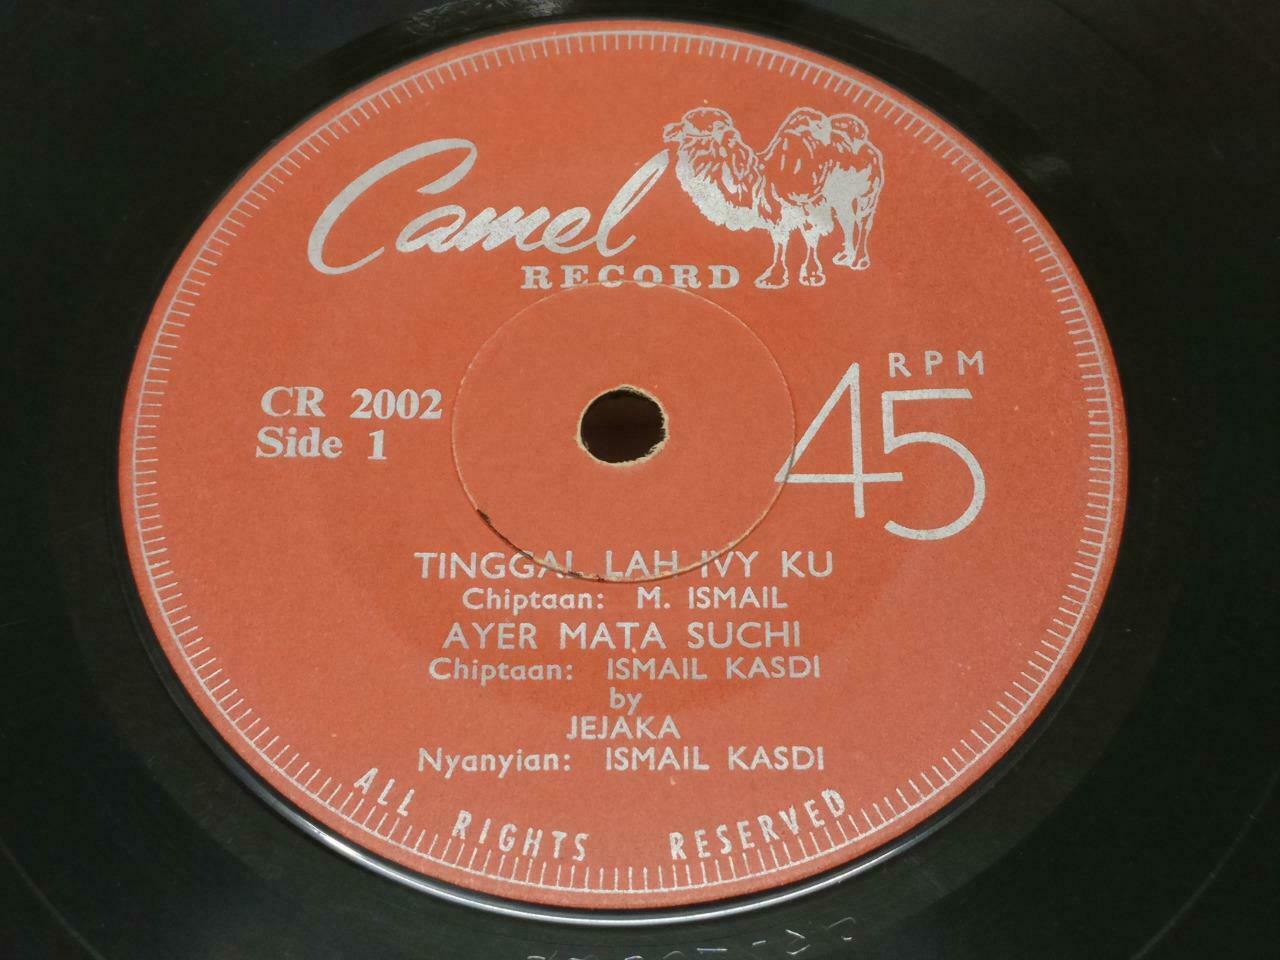 Camel
RECORD
RPM
45
CR 2002
Side 1
TINGGAL LAH IVY KU
Chiptaan: M. ISMAIL
AYER MATA SUCHI
Chiptaan: ISMAIL KASDI
by
JEJAKA
Nyanyian: ISMAIL KASDI
ALL RIGHTS RESERVED